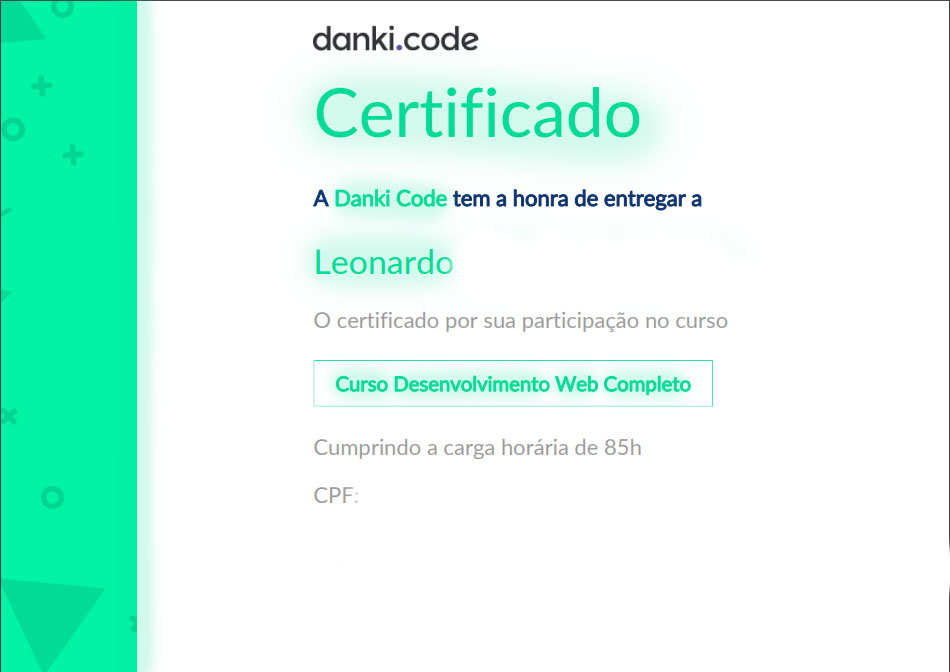 danki.code
Certificado
A Danki Code tem a honra de entregar a
Leonardo
O certificado por sua participação no curso
Curso Desenvolvimento Web Completo
Cumprindo a carga horária de 85h
CPF: